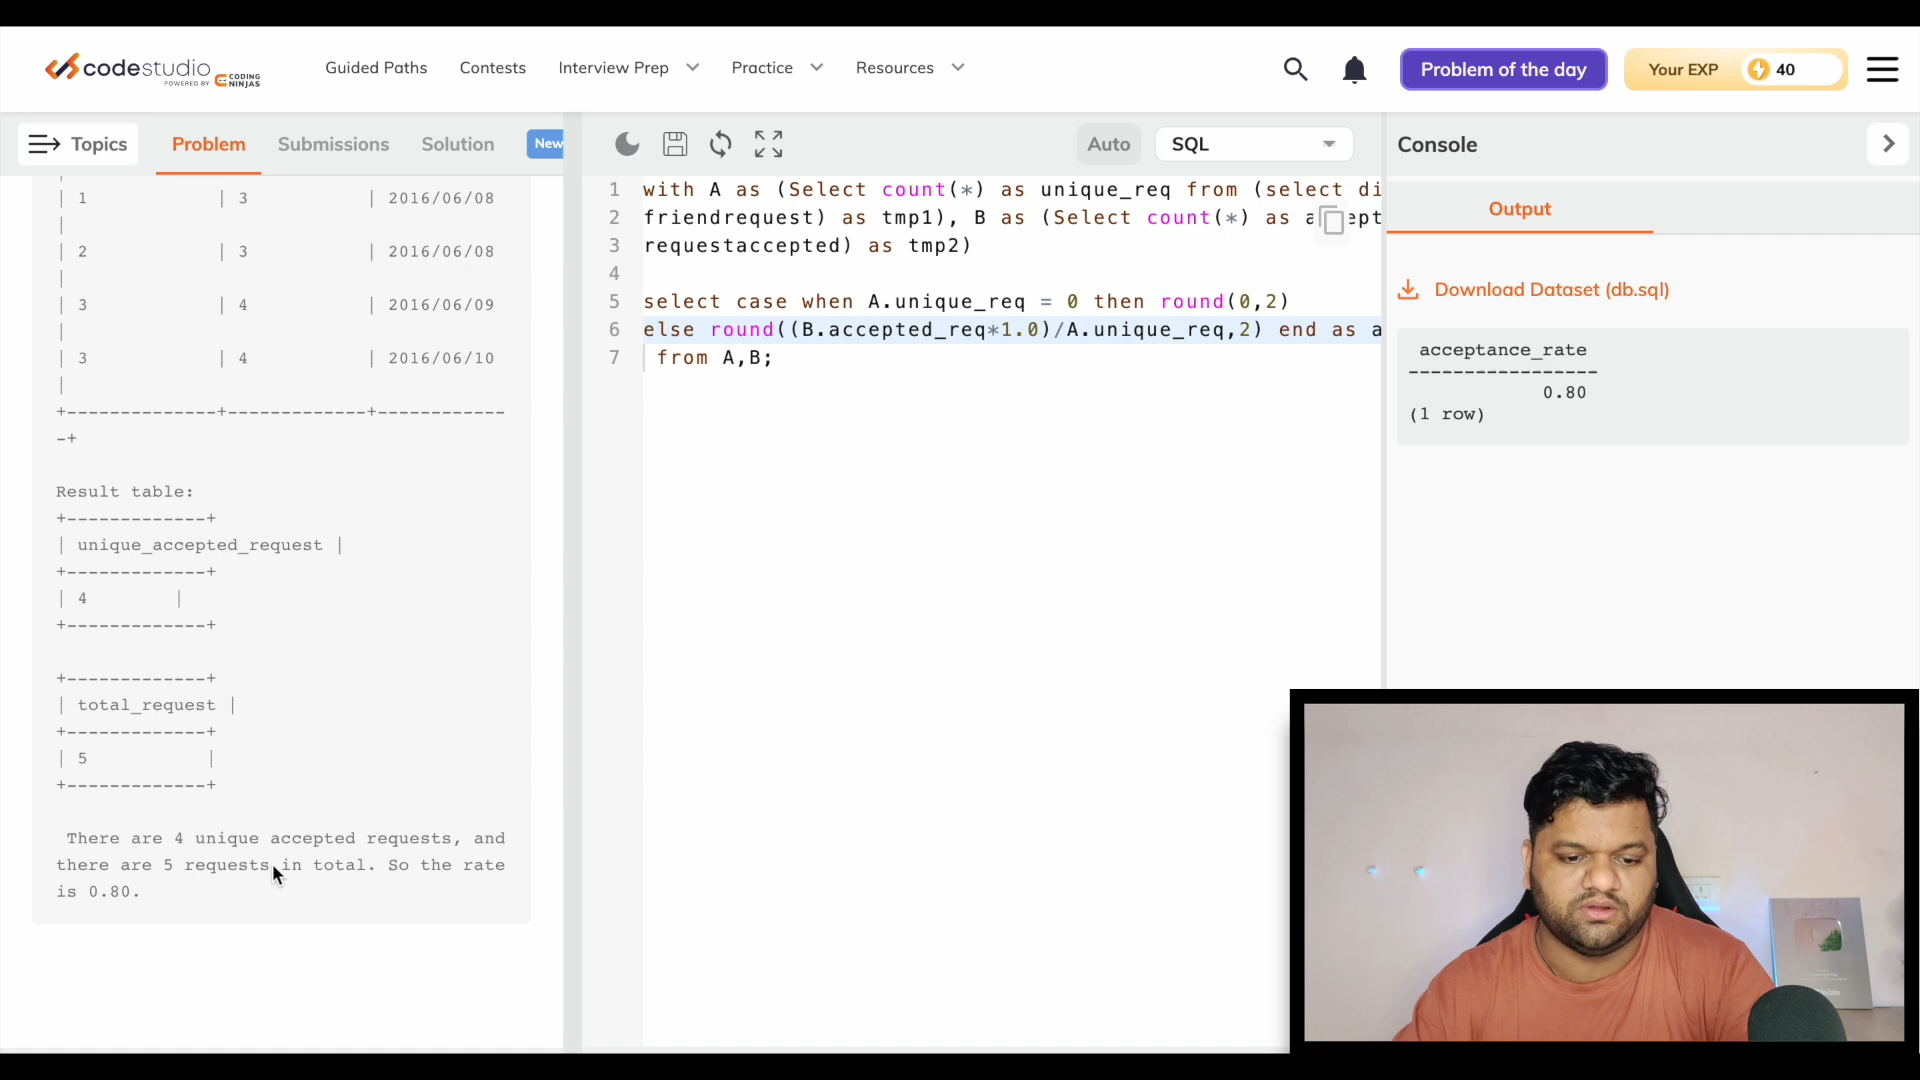 codestudio
POWERED BY CODING NINJAS
Guided Paths
Contests
Interview Prep
Practice
Resources
Problem of the day
Your EXP
40
Topics
Problem
Submissions
Solution
New
Auto
SQL
Console
| 1 | 3 | 2016/06/08
|
| 2 | 3 | 2016/06/08
|
| 3 | 4 | 2016/06/09
|
| 3 | 4 | 2016/06/10
|
+--------------+-------------+------------
-+
Result table:
+-------------+
| unique_accepted_request |
+-------------+
| 4 |
+-------------+
+-------------+
| total_request |
+-------------+
| 5 |
+-------------+
There are 4 unique accepted requests, and
there are 5 requests in total. So the rate
is 0.80.
1 with A as (Select count(*) as unique_req from (select di
2 friendrequest) as tmp1), B as (Select count(*) as a ept
3 requestaccepted) as tmp2)
4
5 select case when A.unique_req = 0 then round(0,2)
6 else round((B.accepted_req*1.0)/A.unique_req,2) end as a
7 from A,B;
Output
Download Dataset (db.sql)
acceptance_rate
-----------------
0.80
(1 row)